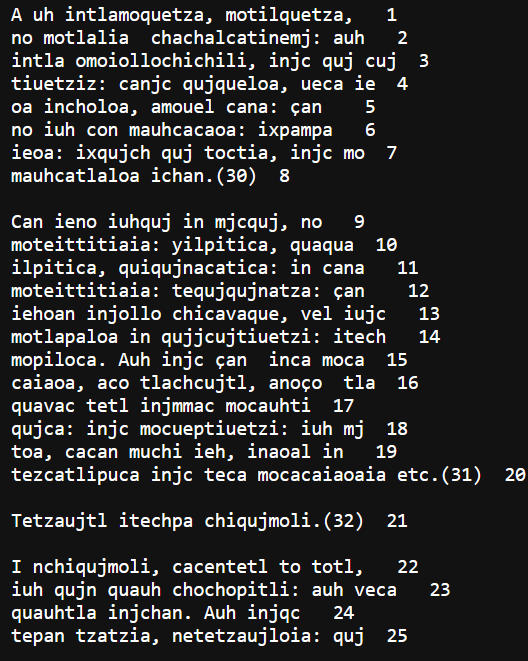 A uh intlamoquetza, motilquetza, 1
no motlalia chachalcatinemj: auh 2
intla omoiollochichili, injc quj cuj 3
tiuetziz: canjc qujqueloa, ueca ie 4
oa incholoa, amouel cana: çan 5
no iuh con mauhcacaoa: ixpampa 6
ieoa: ixqujch quj toctia, injc mo 7
mauhcatlaloa ichan.(30) 8

Can ieno iuhquj in mjcquj, no 9
moteittitiaia: yilpitica, quaqua 10
ilpitica, quiqujnacatica: in cana 11
moteittitiaia: tequjqujnatza: çan 12
iehoan injollo chicavaque, vel iujc 13
motlapaloa in qujjcujtiuetzi: itech 14
mopiloca. Auh injc çan inca moca 15
caiaoa, aco tlachcujtl, anoço tla 16
quavac tetl injmmac mocauhti 17
qujca: injc mocueptiuetzi: iuh mj 18
toa, cacan muchi ieh, inaoal in 19
tezcatlipuca injc teca mocacaiaoaia etc.(31) 20

Tetzaujtl itechpa chiqujmoli.(32) 21

I nchiqujmoli, cacentetl to totl, 22
iuh qujn quauh chochopitli: auh veca 23
quauhtla injchan. Auh injqc 24
tepan tzatzia, netetzaujloia: quj 25